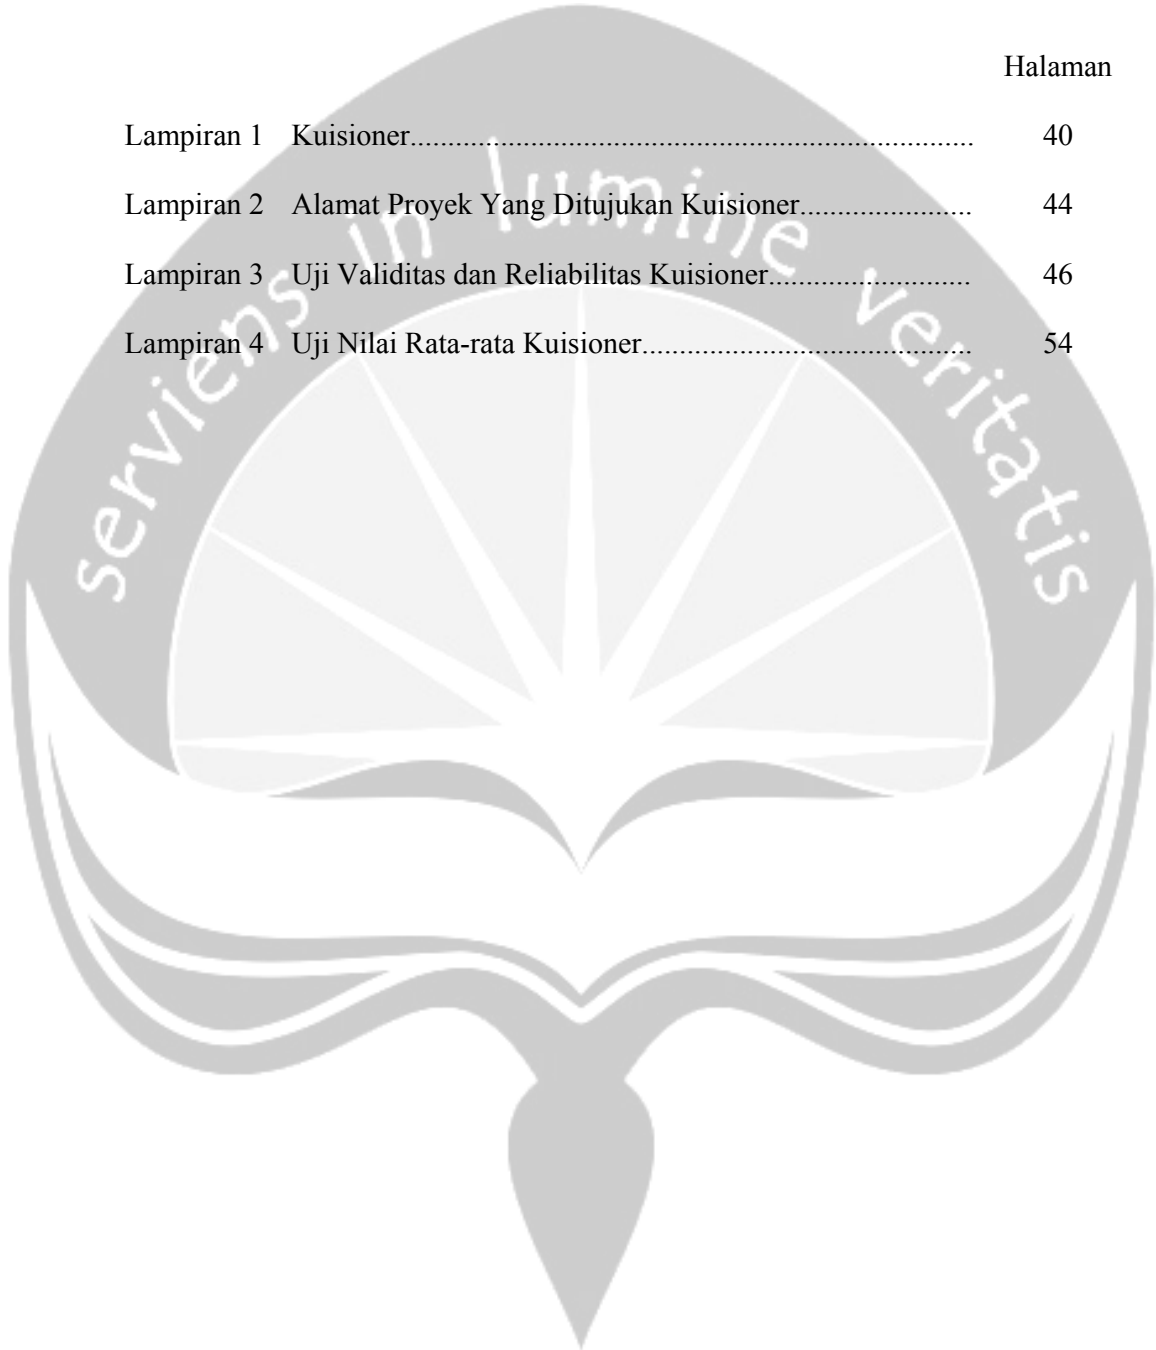 Halaman
Lampiran 1 Kuisioner........................................................................... 40
Lampiran 2 Alamat Proyek Yang Ditujukan Kuisioner....................... 44
Lampiran 3 Uji Validitas dan Reliabilitas Kuisioner........................... 46
Lampiran 4 Uji Nilai Rata-rata Kuisioner............................................ 54
serviens in lumine veritatis